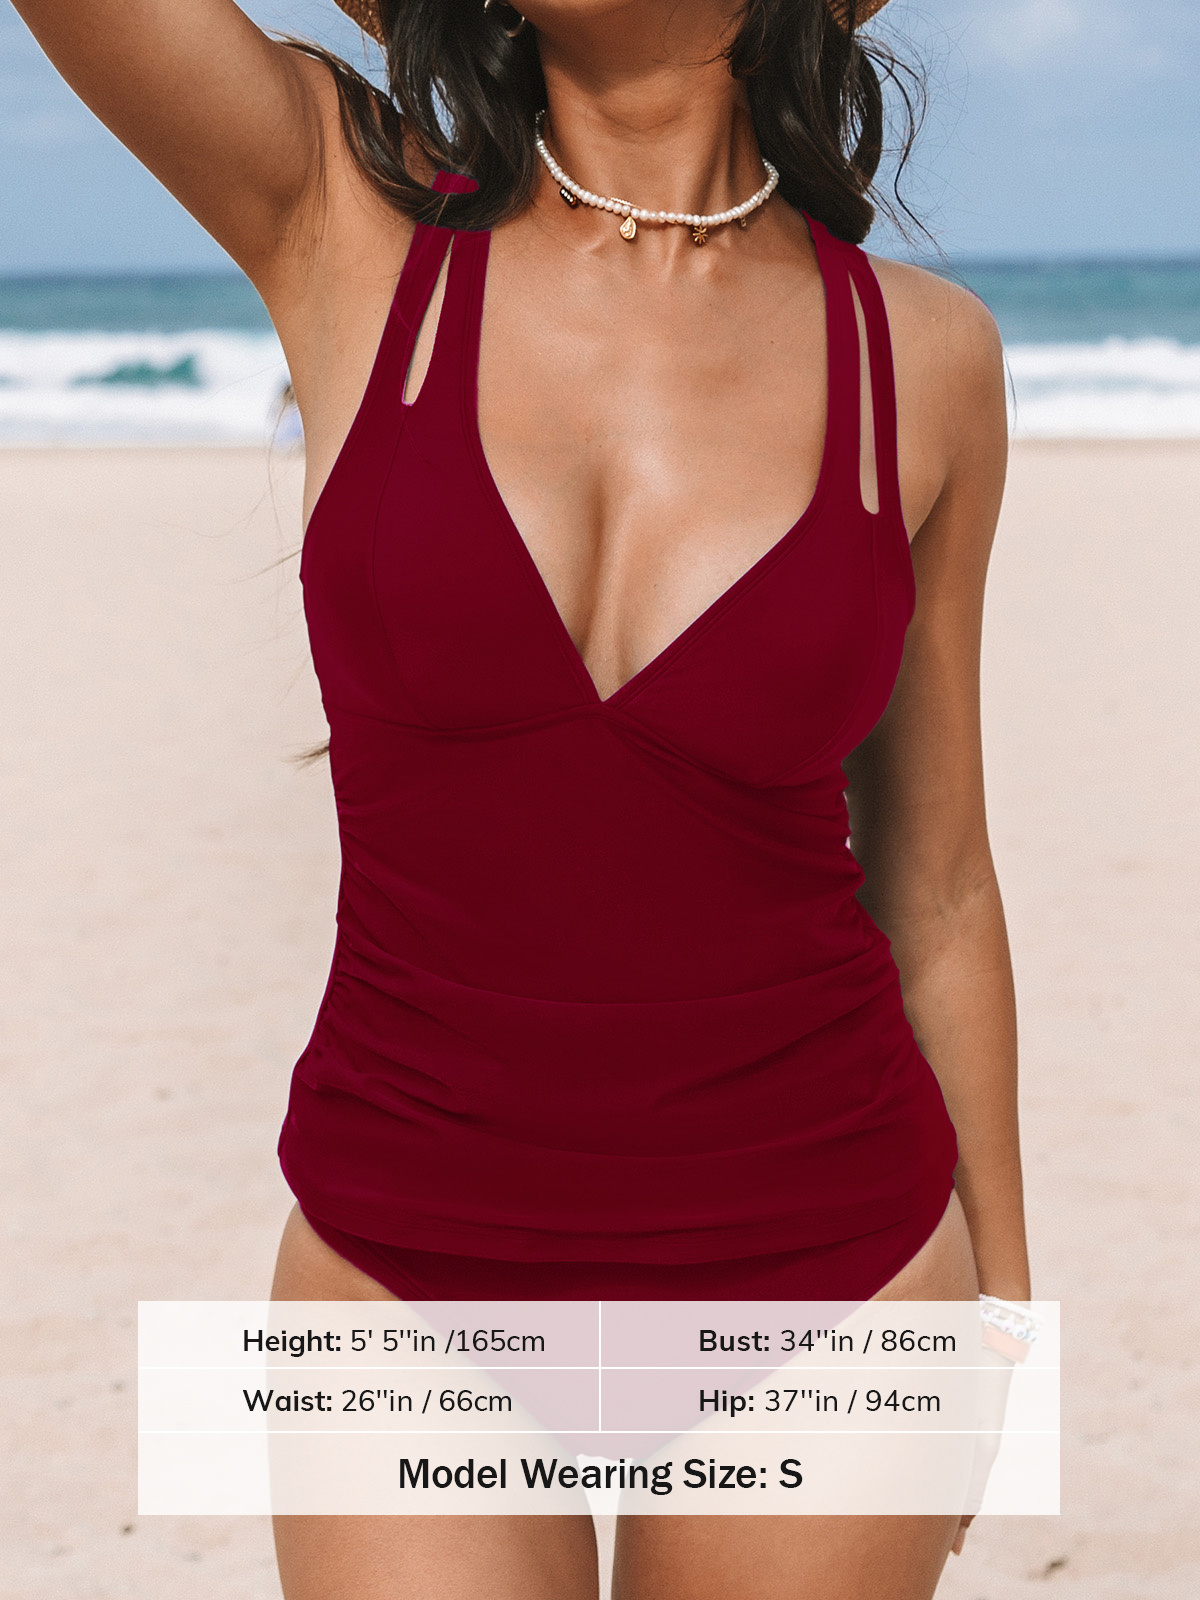 Height: 5' 5''in /165cm
Bust: 34''in / 86cm
Waist: 26''in / 66cm
Hip: 37''in / 94cm
Model Wearing Size: S